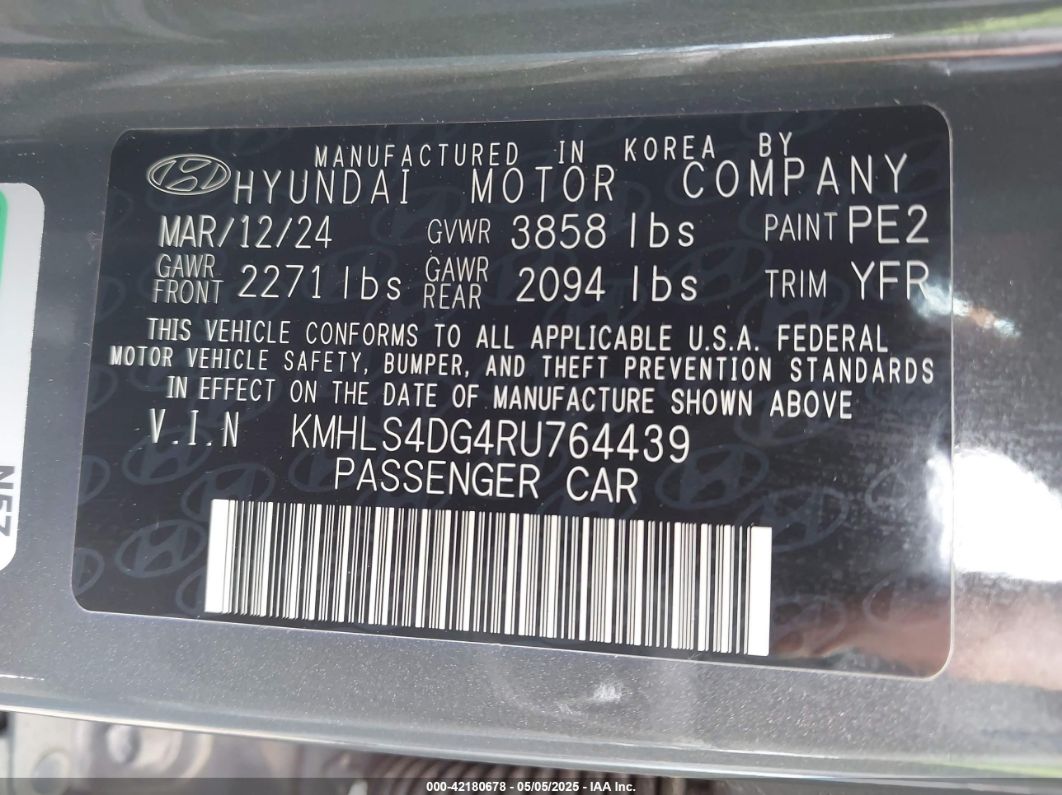 MANUFACTURED IN KOREA BY
HYUNDAI MOTOR COMPANY
MAR/12/24 GVWR 3858 lbs PAINT PE2
GAWR FRONT 2271 lbs GAWR REAR 2094 lbs TRIM YFR
THIS VEHICLE CONFORMS TO ALL APPLICABLE U.S.A. FEDERAL
MOTOR VEHICLE SAFETY, BUMPER, AND THEFT PREVENTION STANDARDS
IN EFFECT ON THE DATE OF MANUFACTURE SHOWN ABOVE
V.I.N KMHLS4DG4RU764439
PASSENGER CAR
N57
000-42180678 - 05/05/2025 - IAA Inc.